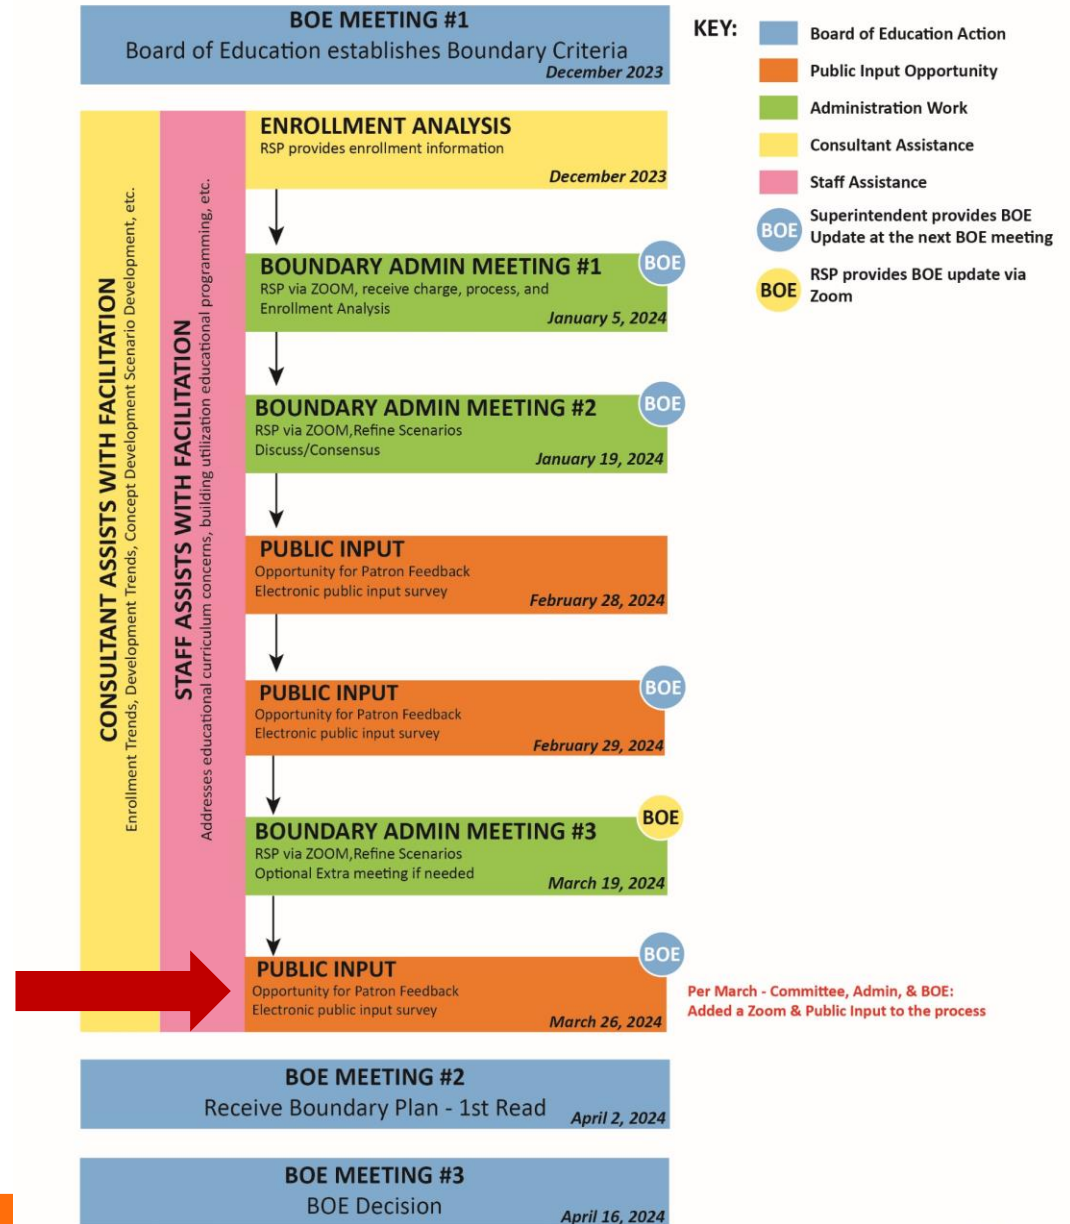 BOE MEETING #1
Board of Education establishes Boundary Criteria
December 2023
KEY:
Board of Education Action
Public Input Opportunity
Administration Work
Consultant Assistance
Staff Assistance
BOE
Superintendent provides BOE
Update at the next BOE meeting
BOE
RSP provides BOE update via
Zoom
CONSULTANT ASSISTS WITH FACILITATION
Enrollment Trends, Development Trends, Concept Development Scenario Development, etc.
STAFF ASSISTS WITH FACILITATION
Addresses educational curriculum concerns, building utilization educational programming, etc.
ENROLLMENT ANALYSIS
RSP provides enrollment information
December 2023
BOUNDARY ADMIN MEETING #1
BOE
RSP via ZOOM, receive charge, process, and
Enrollment Analysis
January 5, 2024
BOUNDARY ADMIN MEETING #2
BOE
RSP via ZOOM,Refine Scenarios
Discuss/Consensus
January 19, 2024
PUBLIC INPUT
Opportunity for Patron Feedback
Electronic public input survey
February 28, 2024
PUBLIC INPUT
BOE
Opportunity for Patron Feedback
Electronic public input survey
February 29, 2024
BOUNDARY ADMIN MEETING #3
BOE
RSP via ZOOM,Refine Scenarios
Optional Extra meeting if needed
March 19, 2024
PUBLIC INPUT
BOE
Opportunity for Patron Feedback
Electronic public input survey
March 26, 2024
Per March - Committee, Admin, & BOE:
Added a Zoom & Public Input to the process
BOE MEETING #2
Receive Boundary Plan - 1st Read
April 2, 2024
BOE MEETING #3
BOE Decision
April 16, 2024